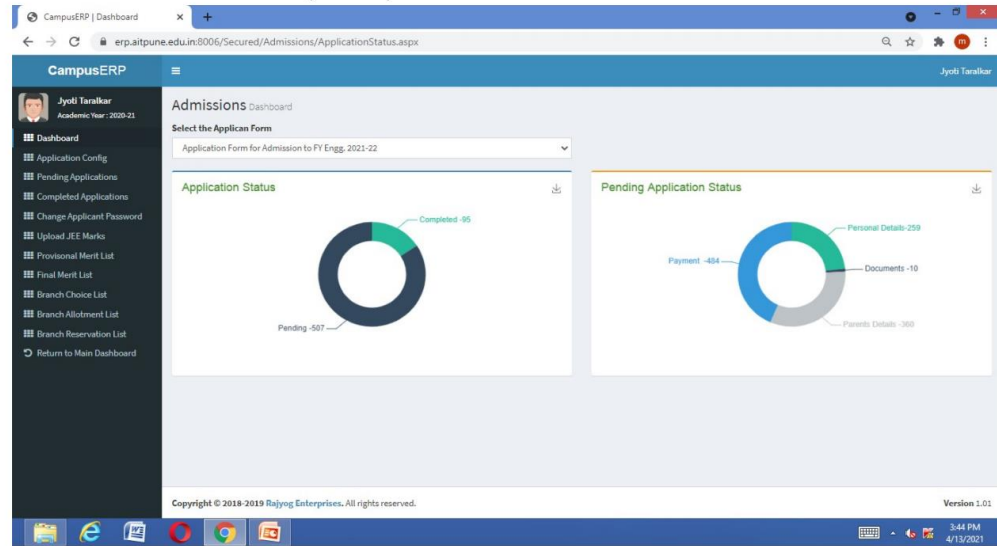 CampusERP | Dashboard
erp.aitpune.edu.in:8006/Secured/Admissions/ApplicationStatus.aspx
m
CampusERP
Jyoti Taralkar
Jyoti Taralkar
Academic Year : 2020-21
Dashboard
Application Config
Pending Applications
Completed Applications
Change Applicant Password
Upload JEE Marks
Provisonal Merit List
Final Merit List
Branch Choice List
Branch Allotment List
Branch Reservation List
Return to Main Dashboard
Admissions Dashboard
Select the Applican Form
Application Form for Admission to FY Engg. 2021-22
Application Status
Completed -95
Pending -507
Pending Application Status
Personal Details-259
Payment -484
Documents -10
Parents Details -360
Copyright © 2018-2019 Rajyog Enterprises. All rights reserved.
Version 1.01
3:44 PM
4/13/2021